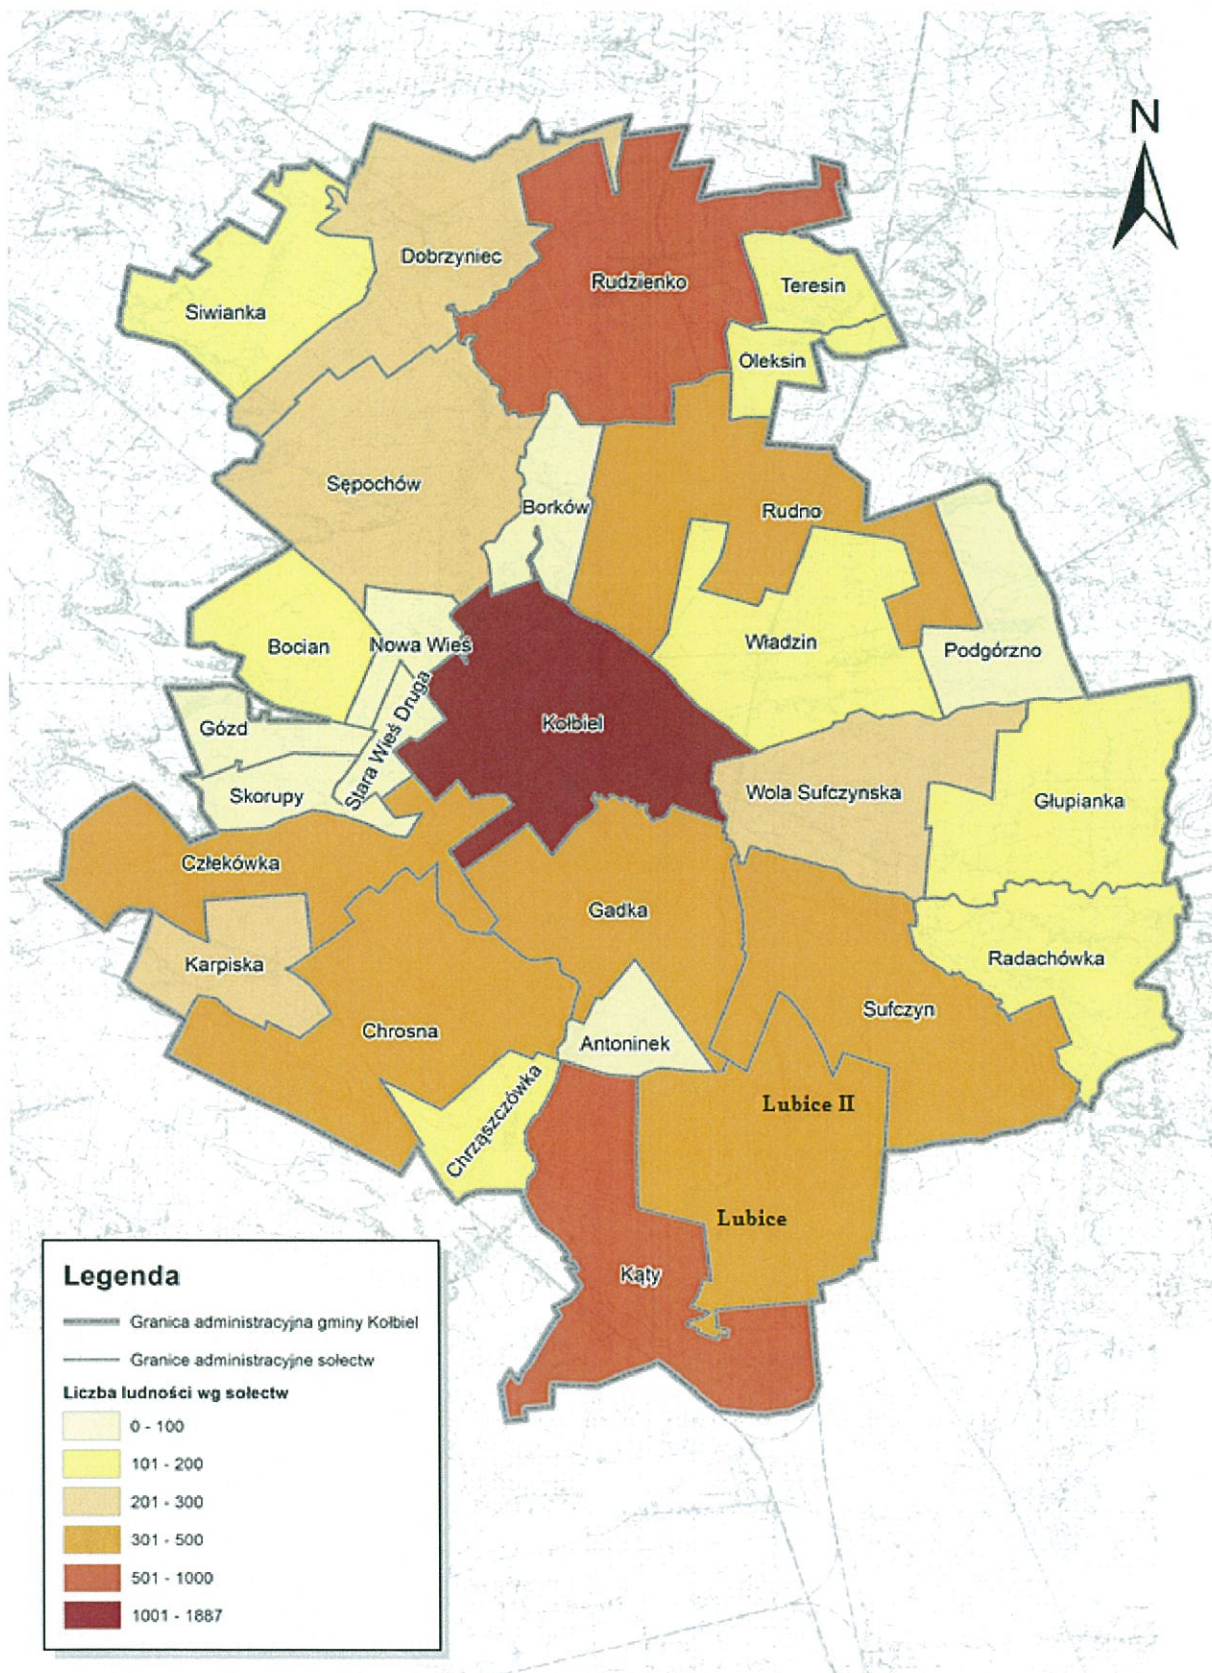 N
Dobrzyniec
Rudzienko
Teresin
Siwianka
Oleksin
Sępochów
Borków
Rudno
Bocian
Nowa Wieś
Władzin
Podgórzno
Gózd
Stara Wieś Druga
Kołbiel
Skorupy
Wola Sufczynska
Głupianka
Człekówka
Gadka
Karpiska
Radachówka
Chrosna
Antoninek
Sufczyn
Chrząszczówka
Lubice II
Lubice
Kąty
Legenda
Granica administracyjna gminy Kołbiel
Granice administracyjne sołectw
Liczba ludności wg sołectw
0 - 100
101 - 200
201 - 300
301 - 500
501 - 1000
1001 - 1887